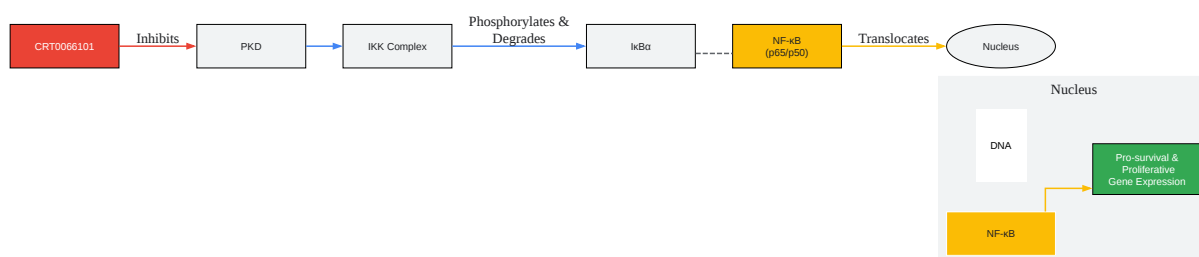 CRT0066101
Inhibits
PKD
IKK Complex
Phosphorylates &
Degrades
IκBα
NF-κB
(p65/p50)
Translocates
Nucleus
Nucleus
DNA
Pro-survival &
Proliferative
Gene Expression
NF-κB